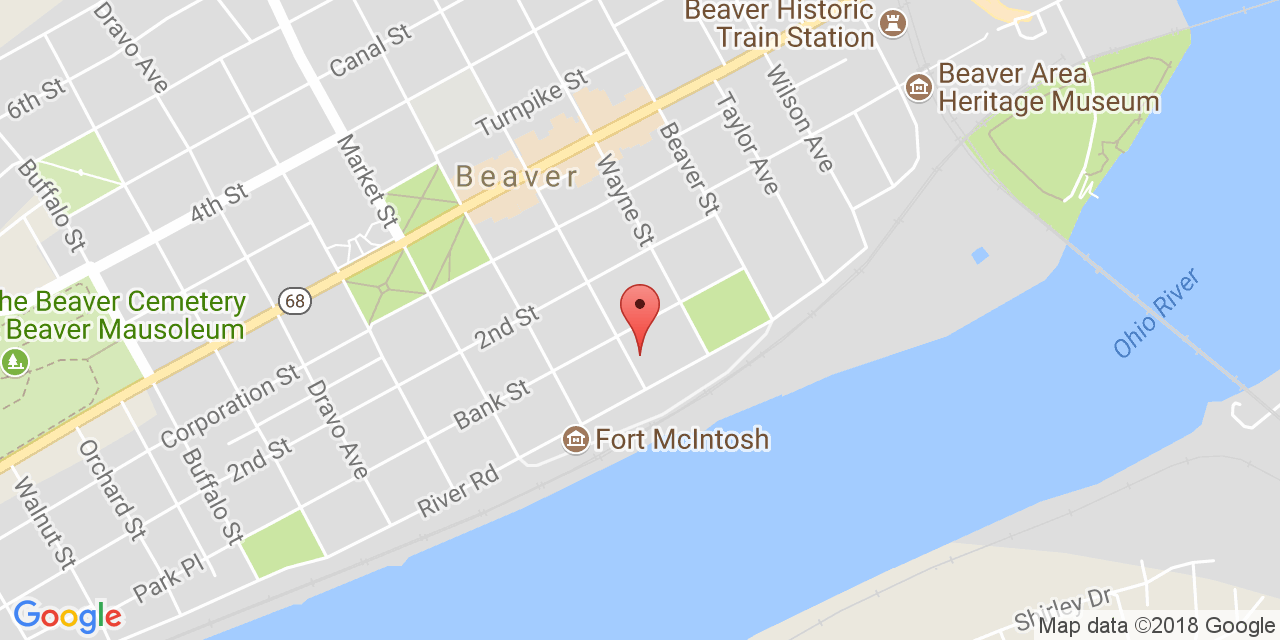 Beaver Historic
Train Station
Dravo Ave
Canal St
Beaver Area
Heritage Museum
6th St
Turnpike St
Wilson Ave
Taylor Ave
Market St
Beaver St
Beaver
Wayne St
Buffalo St
4th St
68
he Beaver Cemetery
Beaver Mausoleum
Ohio River
2nd St
Corporation St
Bank St
Dravo Ave
Fort McIntosh
2nd St
Orchard St
Buffalo St
River Rd
Walnut St
Park Pl
Shirley Dr
Google
Map data ©2018 Google